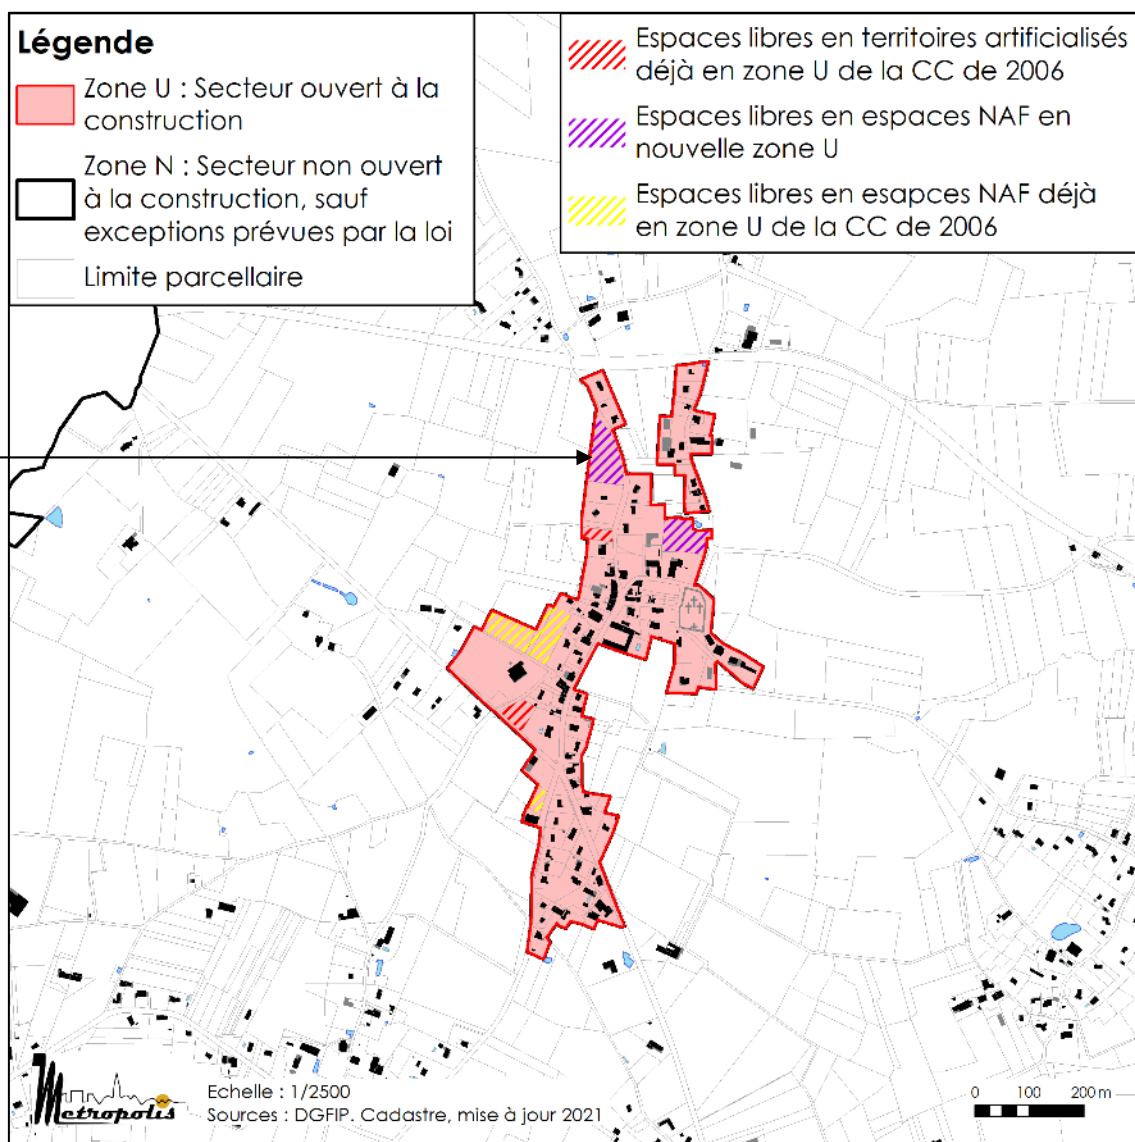 Légende
Zone U : Secteur ouvert à la
construction
Zone N : Secteur non ouvert
à la construction, sauf
exceptions prévues par la loi
Limite parcellaire
Espaces libres en territoires artificialisés
déjà en zone U de la CC de 2006
Espaces libres en espaces NAF en
nouvelle zone U
Espaces libres en esapces NAF déjà
en zone U de la CC de 2006
Metropolis
Echelle : 1/2500
Sources : DGFIP. Cadastre, mise à jour 2021
0 100 200 m